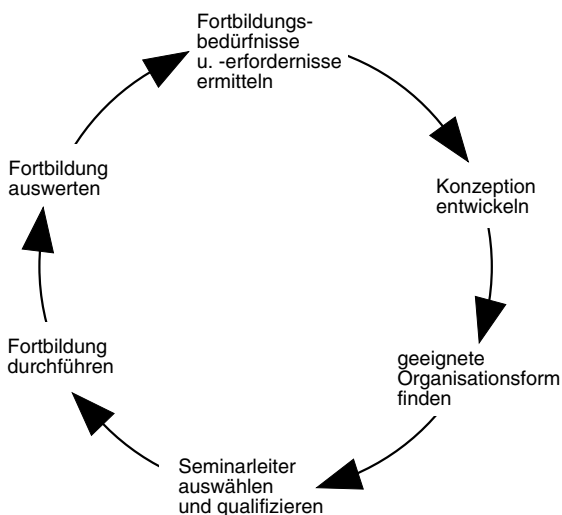 Fortbildungs-
bedürfnisse
u. -erfordernisse
ermitteln
Konzeption
entwickeln
geeignete
Organisationsform
finden
Seminarleiter
auswählen
und qualifizieren
Fortbildung
durchführen
Fortbildung
auswerten